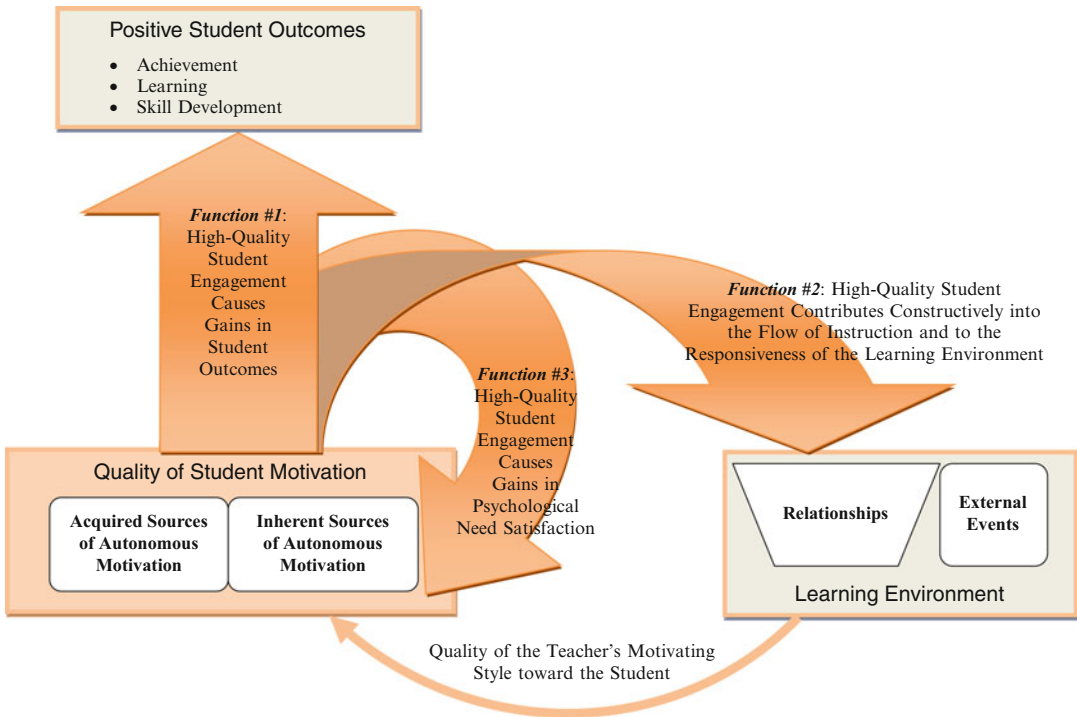 Positive Student Outcomes
• Achievement
• Learning
• Skill Development
Function #1:
High-Quality
Student
Engagement
Causes
Gains in
Student
Outcomes
Function #2: High-Quality Student
Engagement Contributes Constructively into
the Flow of Instruction and to the
Responsiveness of the Learning Environment
Function #3:
High-Quality
Student
Engagement
Causes
Gains in
Psychological
Need Satisfaction
Quality of Student Motivation
Acquired Sources
of Autonomous
Motivation
Inherent Sources
of Autonomous
Motivation
Relationships
External
Events
Learning Environment
Quality of the Teacher's Motivating
Style toward the Student